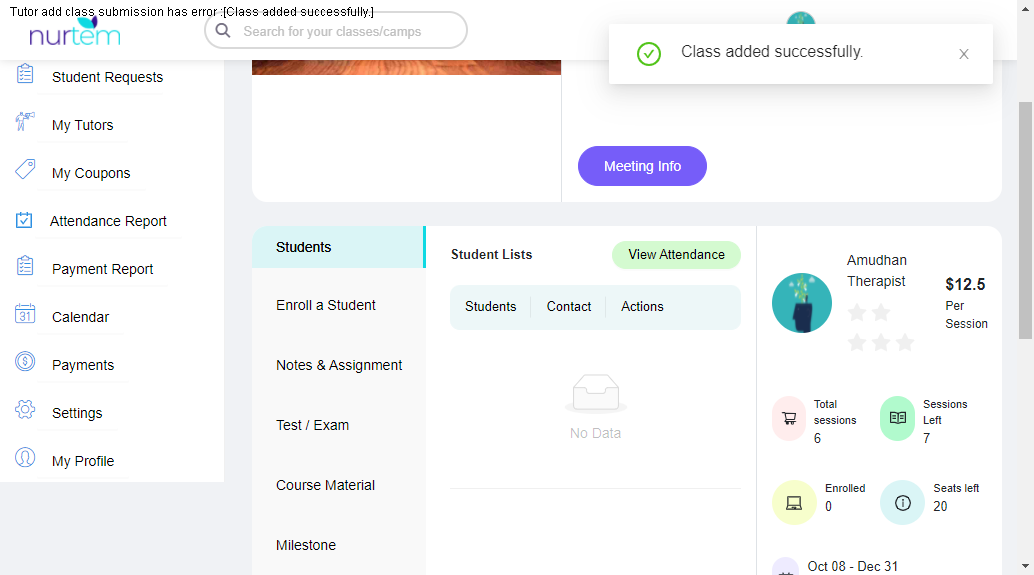 Tutor add class submission has error :[Class added successfully.]
nurtem
Search for your classes/camps
Class added successfully.
Student Requests
My Tutors
My Coupons
Attendance Report
Payment Report
Calendar
31
Payments
$
Settings
My Profile
Meeting Info
Students
Enroll a Student
Notes & Assignment
Test / Exam
Course Material
Milestone
Student Lists
View Attendance
Students
Contact
Actions
No Data
Amudhan
Therapist
$12.5
Per
Session
Total
sessions
6
Sessions
Left
7
Enrolled
0
Seats left
20
Oct 08 - Dec 31